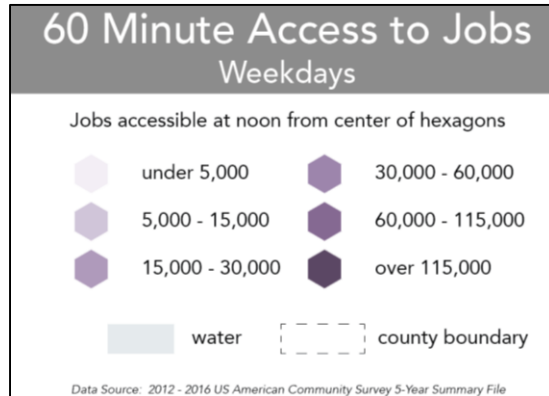 60 Minute Access to Jobs
Weekdays
Jobs accessible at noon from center of hexagons
under 5,000
30,000 - 60,000
5,000 - 15,000
60,000 - 115,000
15,000 - 30,000
over 115,000
water
county boundary
Data Source: 2012 - 2016 US American Community Survey 5-Year Summary File